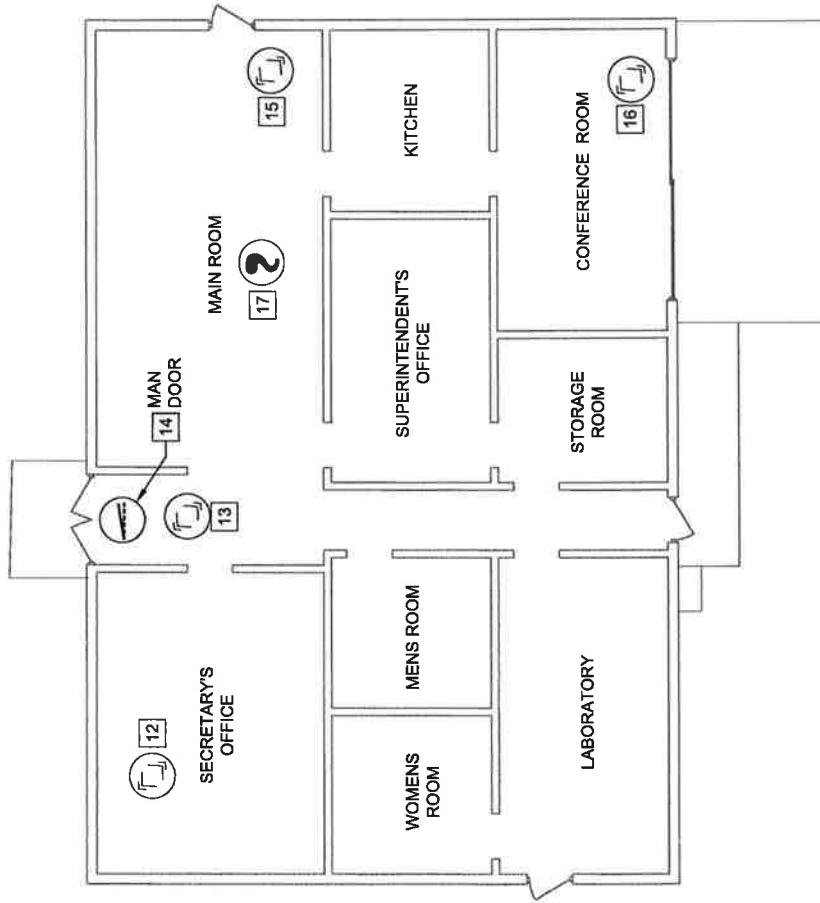 SECRETARY'S
OFFICE
12
13
14
MAN
DOOR
MAIN ROOM
17
15
WOMENS
ROOM
MENS ROOM
SUPERINTENDENT'S
OFFICE
KITCHEN
LABORATORY
STORAGE
ROOM
CONFERENCE ROOM
16